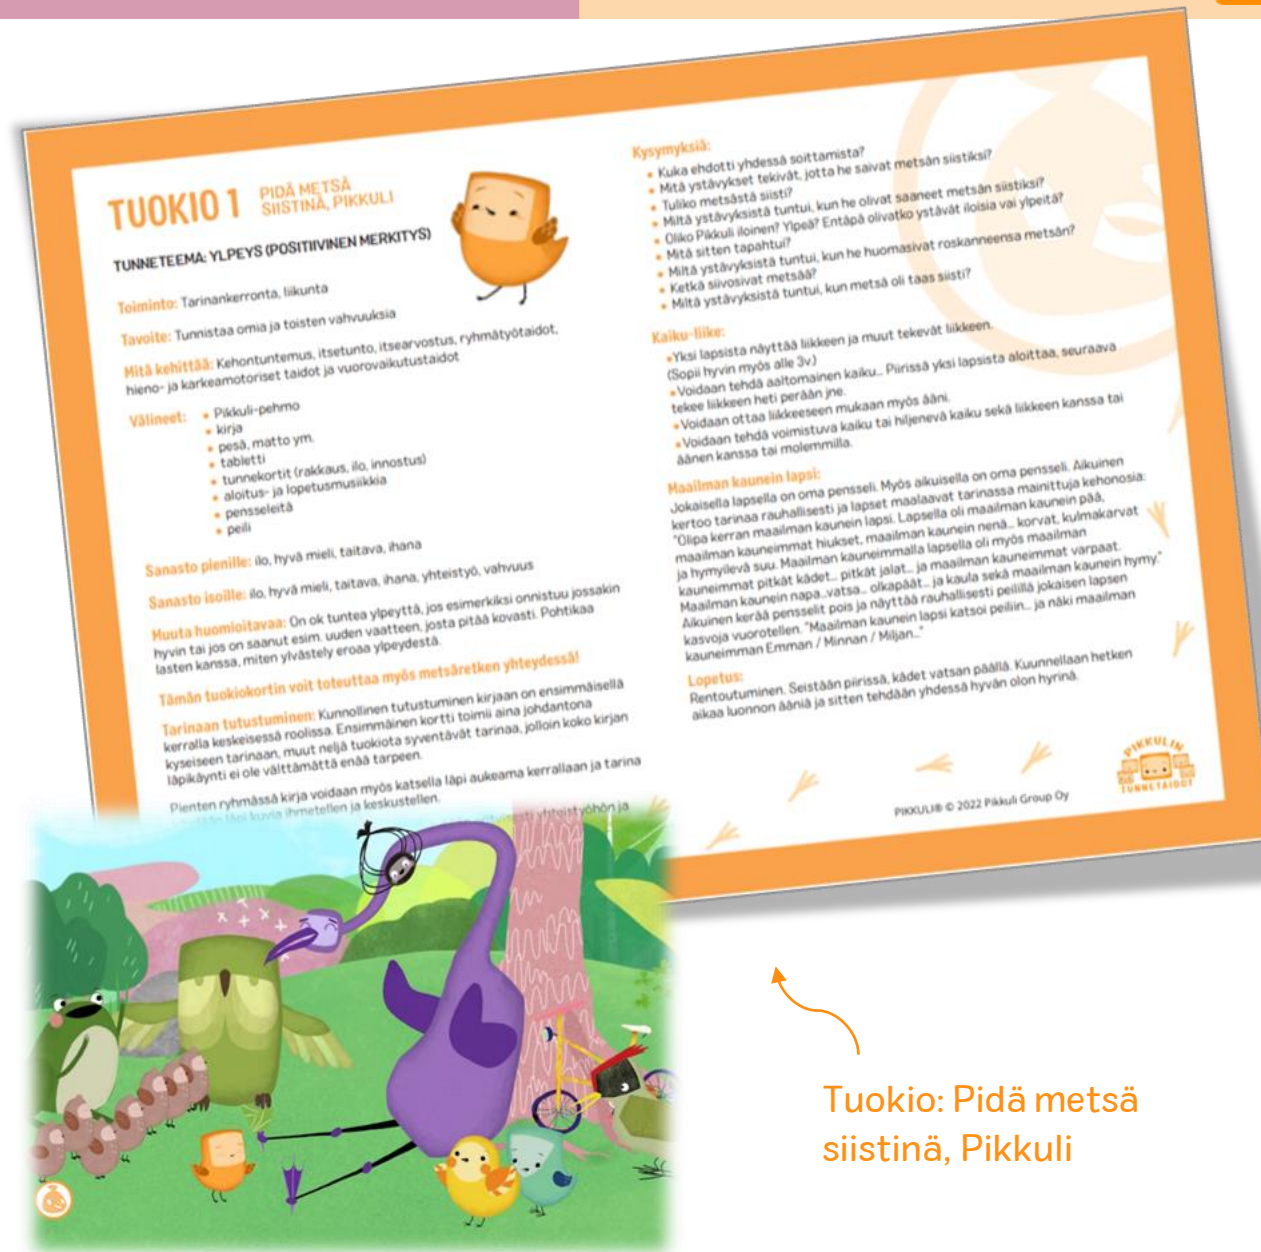 TUOKIO 1
PIDÄ METSÄ
SIISTINÄ, PIKKULI
TUNNETEEMA: YLPEYS (POSITIIVINEN MERKITYS)
Toiminto: Tarinankerronta, liikunta
Tavoite: Tunnistaa omia ja toisten vahvuuksia
Mitä kehittää: Kehontuntemus, itsetunto, itsearvostus, ryhmätyötaidot,
hieno- ja karkeamotoriset taidot ja vuorovaikutustaidot
Välineet:
• Pikkuli-pehmo
• kirja
• pesä, matto ym.
• tabletti
• tunnekortit (rakkaus, ilo, innostus)
• aloitus- ja lopetusmusiikkia
• pensseleitä
• peili
Sanasto pienille: ilo, hyvä mieli, taitava, ihana
Sanasto isoille: ilo, hyvä mieli, taitava, ihana, yhteistyö, vahvuus
Muuta huomioitavaa: On ok tuntea ylpeyttä, jos esimerkiksi onnistuu jossakin
hyvin tai jos on saanut esim. uuden vaatteen, josta pitää kovasti. Pohtikaa
lasten kanssa, miten ylvästely eroaa ylpeydestä.
Tämän tuokiokortin voit toteuttaa myös metsäretken yhteydessä!
Tarinaan tutustuminen: Kunnollinen tutustuminen kirjaan on ensimmäisellä
kerralla keskeisessä roolissa. Ensimmäinen kortti toimii aina johdantona
kyseiseen tarinaan, muut neljä tuokiota syventävät tarinaa, jolloin koko kirjan
läpikäynti ei ole välttämättä enää tarpeen.
Pienten ryhmässä kirja voidaan myös katsella läpi aukeama kerrallaan ja tarina
läpi kuvia ihmetellen ja keskustellen.
yhteistyöhön ja
Kysymyksiä:
• Kuka ehdotti yhdessä soittamista?
• Mitä ystävykset tekivät, jotta he saivat metsän siistiksi?
• Tuliko metsästä siisti?
• Miltä ystävyksistä tuntui, kun he olivat saaneet metsän siistiksi?
• Oliko Pikkuli iloinen? Ylpeä? Entäpä olivatko ystävät iloisia vai ylpeitä?
• Mitä sitten tapahtui?
• Miltä ystävyksistä tuntui, kun he huomasivat roskanneensa metsän?
• Ketkä siivosivat metsää?
• Miltä ystävyksistä tuntui, kun metsä oli taas siisti?
Kaiku-liike:
•Yksi lapsista näyttää liikkeen ja muut tekevät liikkeen.
(Sopii hyvin myös alle 3v.)
•Voidaan tehdä aaltomainen kaiku... Piirissä yksi lapsista aloittaa, seuraava
tekee liikkeen heti perään jne.
•Voidaan ottaa liikkeeseen mukaan myös ääni.
•Voidaan tehdä voimistuva kaiku tai hiljenevä kaiku sekä liikkeen kanssa tai
äänen kanssa tai molemmilla.
Maailman kaunein lapsi:
Jokaisella lapsella on oma pensseli. Myös aikuisella on oma pensseli. Aikuinen
kertoo tarinaa rauhallisesti ja lapset maalaavat tarinassa mainittuja kehonosia:
"Olipa kerran maailman kaunein lapsi. Lapsella oli maailman kaunein pää,
maailman kauneimmat hiukset, maailman kaunein nenä... korvat, kulmakarvat
ja hymyilevä suu. Maailman kauneimmalla lapsella oli myös maailman
kauneimmat pitkät kädet... pitkät jalat... ja maailman kauneimmat varpaat.
Maailman kaunein napa...vatsa... olkapäät... ja kaula sekä maailman kaunein hymy."
Aikuinen kerää pensselit pois ja näyttää rauhallisesti peilillä jokaisen lapsen
kasvoja vuorotellen. "Maailman kaunein lapsi katsoi peiliin... ja näki maailman
kauneimman Emman / Minnan / Miljan..."
Lopetus:
Rentoutuminen. Seistään piirissä, kädet vatsan päällä. Kuunnellaan hetken
aikaa luonnon ääniä ja sitten tehdään yhdessä hyvän olon hyrinä.
PIKKULIN
TUNNETAIDOT
PIKKULI® © 2022 Pikkuli Group Oy
Tuokio: Pidä metsä
siistinä, Pikkuli